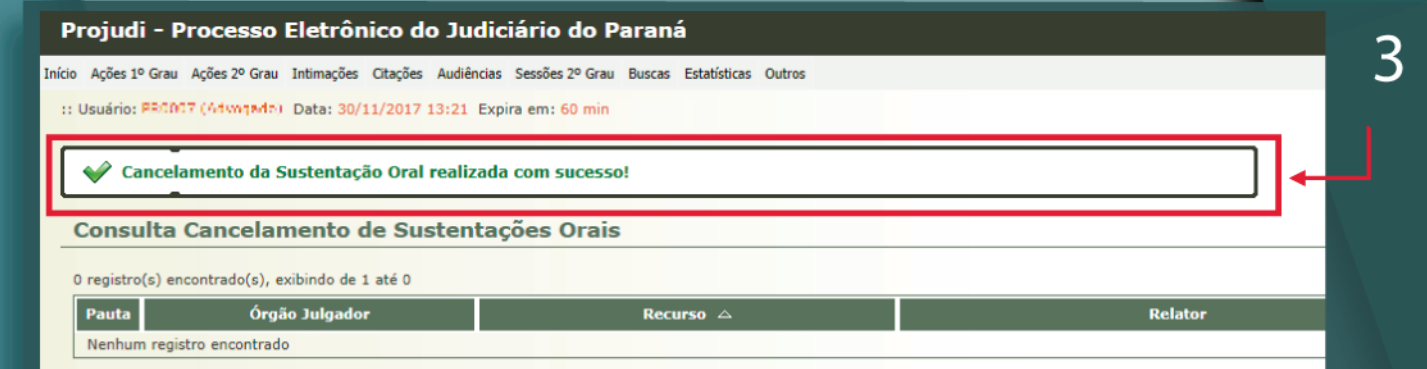 Projudi - Processo Eletrônico do Judiciário do Paraná
3
Início Ações 1º Grau Ações 2º Grau Intimações Citações Audiências Sessões 2º Grau Buscas Estatísticas Outros
:: Usuário: Data: 30/11/2017 13:21 Expira em: 60 min
Cancelamento da Sustentação Oral realizada com sucesso!
Consulta Cancelamento de Sustentações Orais
0 registro(s) encontrado(s), exibindo de 1 até 0
Pauta Órgão Julgador Recurso Relator
Nenhum registro encontrado